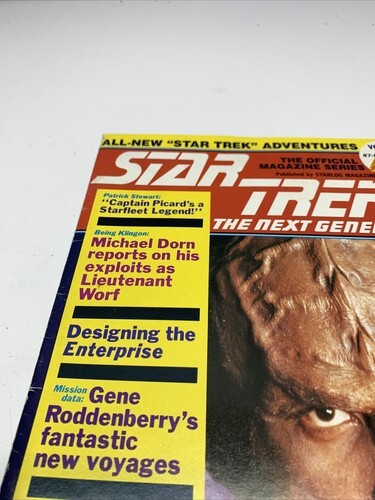 ALL-NEW "STAR TREK" ADVENTURES
THE OFFICIAL
MAGAZINE SERIES
Published by STARLOG MAGAZINE
STAR
TREK
THE NEXT GENE
Patrick Stewart:
"Captain Picard's a
Starfleet Legend!"
Being Klingon:
Michael Dorn
reports on his
exploits as
Lieutenant
Worf
Designing the
Enterprise
Mission
data: Gene
Roddenberry's
fantastic
new voyages